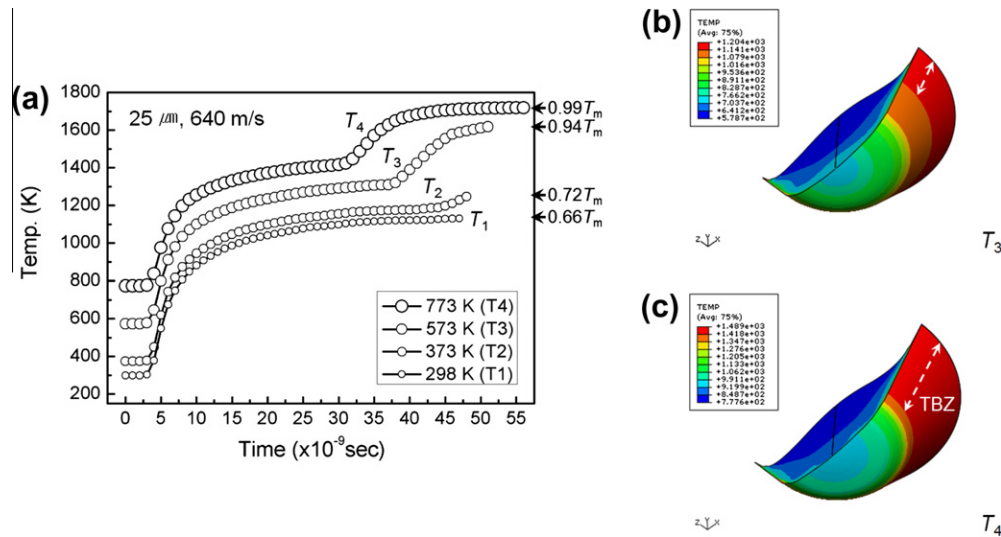 (a)
Temp. (K)
1800
1600
1400
1200
1000
800
600
400
200
25 ㎛, 640 m/s
T4
T3
T2
T1
0.99Tm
0.94Tm
0.72Tm
0.66Tm
773 K (T4)
573 K (T3)
373 K (T2)
298 K (T1)
0 5 10 15 20 25 30 35 40 45 50 55
Time (x10-9sec)
(b)
TEMP
(Avg: 75%)
+1.204e+03
+1.141e+03
+1.079e+03
+1.016e+03
+9.536e+02
+8.911e+02
+8.287e+02
+7.662e+02
+7.037e+02
+6.412e+02
+5.787e+02
Z Y X
T3
(c)
TEMP
(Avg: 75%)
+1.489e+03
+1.418e+03
+1.347e+03
+1.276e+03
+1.205e+03
+1.133e+03
+1.062e+03
+9.911e+02
+9.199e+02
+8.487e+02
+7.776e+02
TBZ
Z Y X
T4